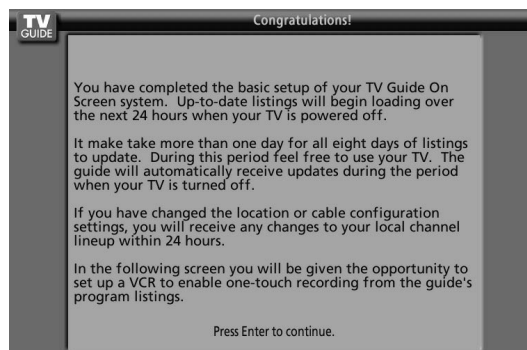 TV
GUIDE
Congratulations!
You have completed the basic setup of your TV Guide On
Screen system. Up-to-date listings will begin loading over
the next 24 hours when your TV is powered off.
It make take more than one day for all eight days of listings
to update. During this period feel free to use your TV. The
guide will automatically receive updates during the period
when your TV is turned off.
If you have changed the location or cable configuration
settings, you will receive any changes to your local channel
lineup within 24 hours.
In the following screen you will be given the opportunity to
set up a VCR to enable one-touch recording from the guide's
program listings.
Press Enter to continue.